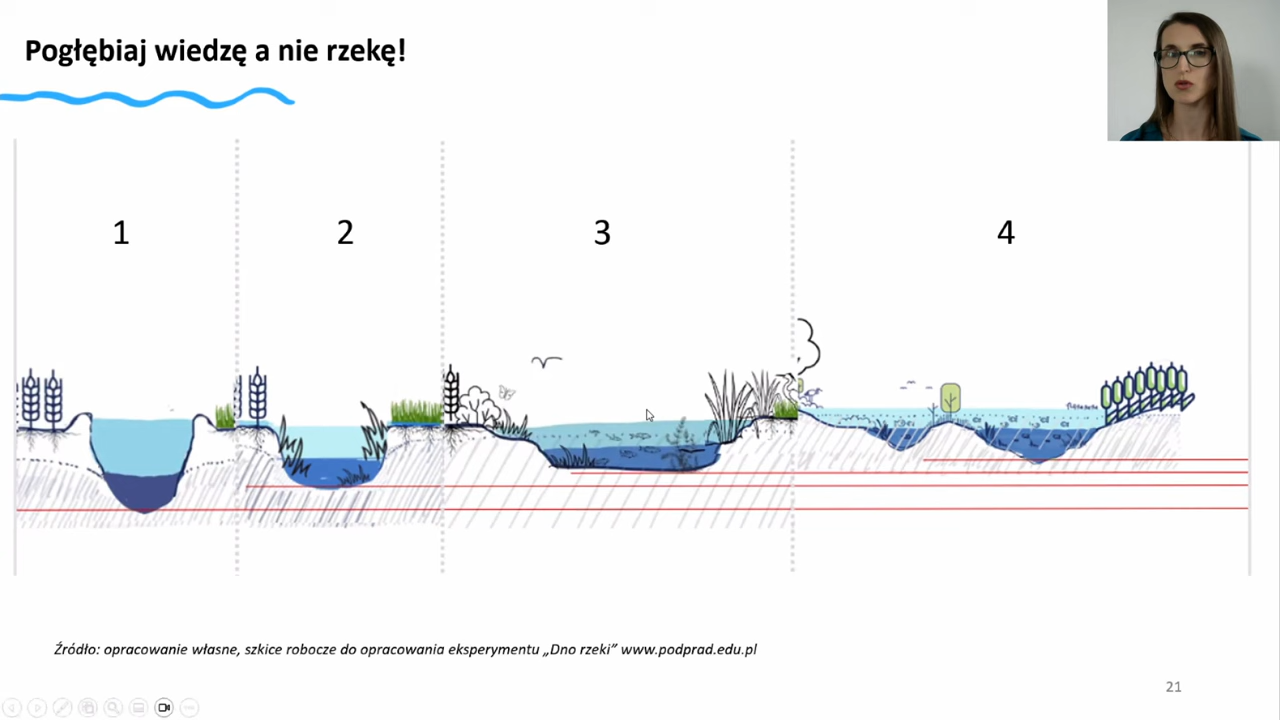 Pogłębiaj wiedzę a nie rzekę!
1
2
3
4
Źródło: opracowanie własne, szkice robocze do opracowania eksperymentu „Dno rzeki” www.podprad.edu.pl
21